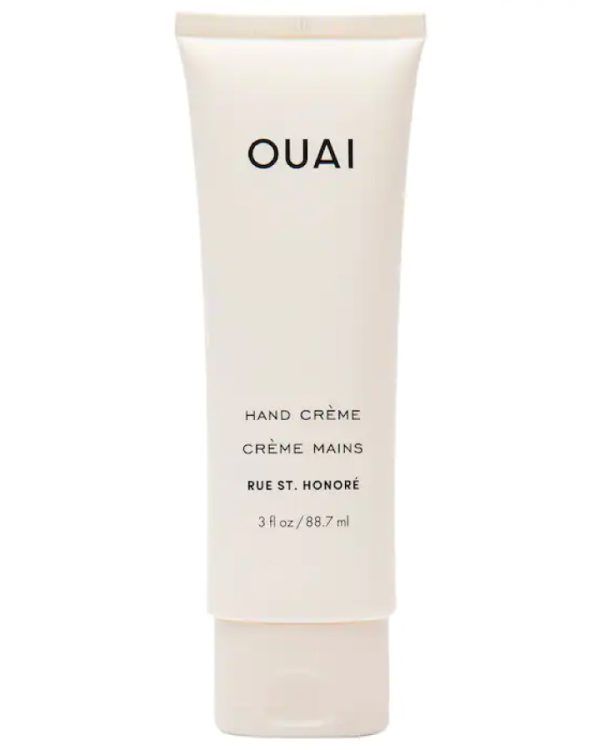 OUAI
HAND CRÈME
CRÈME MAINS
RUE ST. HONORÉ
3 fl oz / 88.7 ml